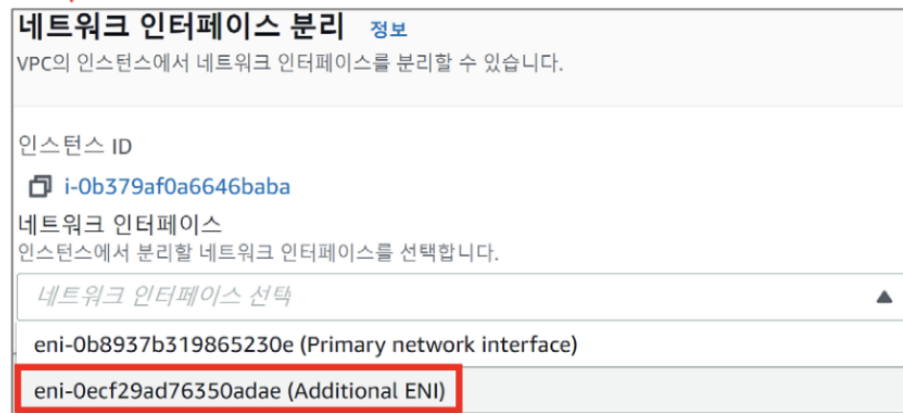 네트워크 인터페이스 분리 정보
VPC의 인스턴스에서 네트워크 인터페이스를 분리할 수 있습니다.
인스턴스 ID
i-0b379af0a6646baba
네트워크 인터페이스
인스턴스에서 분리할 네트워크 인터페이스를 선택합니다.
네트워크 인터페이스 선택
eni-0b8937b319865230e (Primary network interface)
eni-0ecf29ad76350adae (Additional ENI)